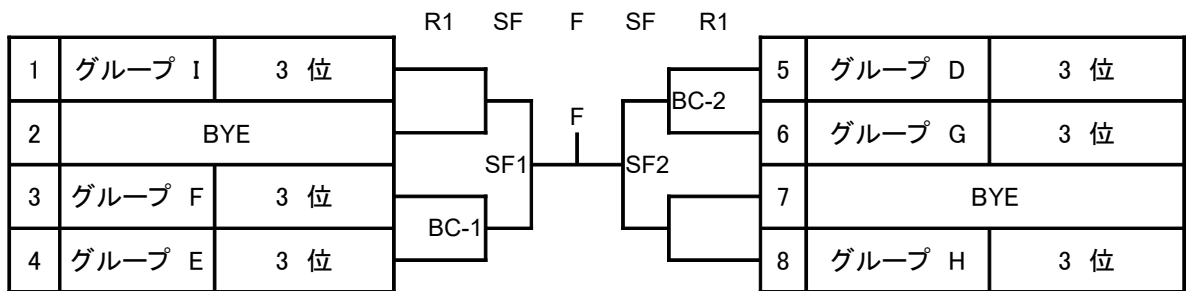 R1 SF F SF R1
1 グループ I 3 位
5 グループ D 3 位
BC-2
2 BYE
F
6 グループ G 3 位
SF1
SF2
3 グループ F 3 位
7 BYE
BC-1
4 グループ E 3 位
8 グループ H 3 位